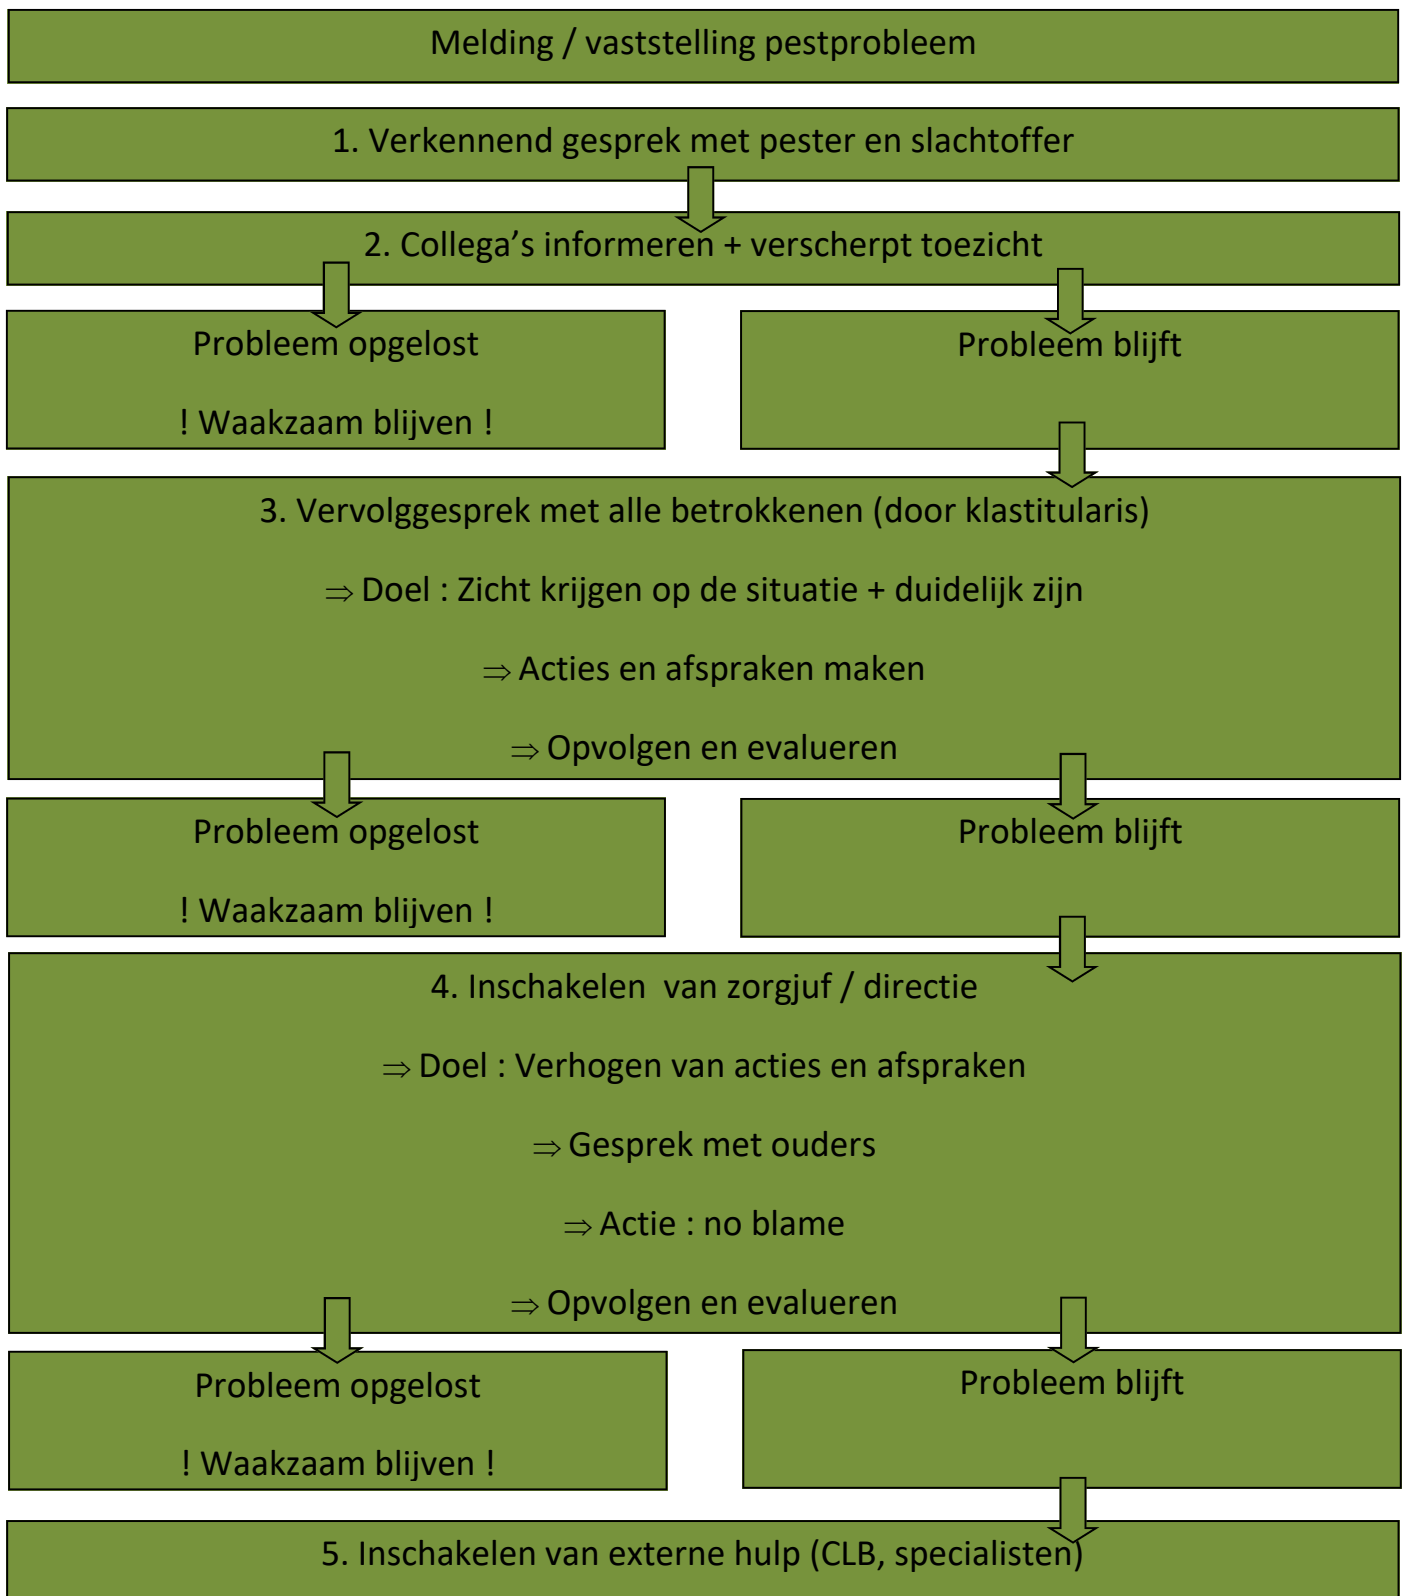 Melding / vaststelling pestprobleem
1. Verkennend gesprek met pester en slachtoffer
2. Collega’s informeren + verscherpt toezicht
Probleem opgelost
! Waakzaam blijven !
Probleem blijft
3. Vervolggesprek met alle betrokkenen (door klastitularis)
⇒ Doel : Zicht krijgen op de situatie + duidelijk zijn
⇒ Acties en afspraken maken
⇒ Opvolgen en evalueren
Probleem opgelost
! Waakzaam blijven !
Probleem blijft
4. Inschakelen  van zorgjuf / directie
⇒ Doel : Verhogen van acties en afspraken
⇒ Gesprek met ouders
⇒ Actie : no blame
⇒ Opvolgen en evalueren
Probleem opgelost
! Waakzaam blijven !
Probleem blijft
5. Inschakelen van externe hulp (CLB, specialisten)